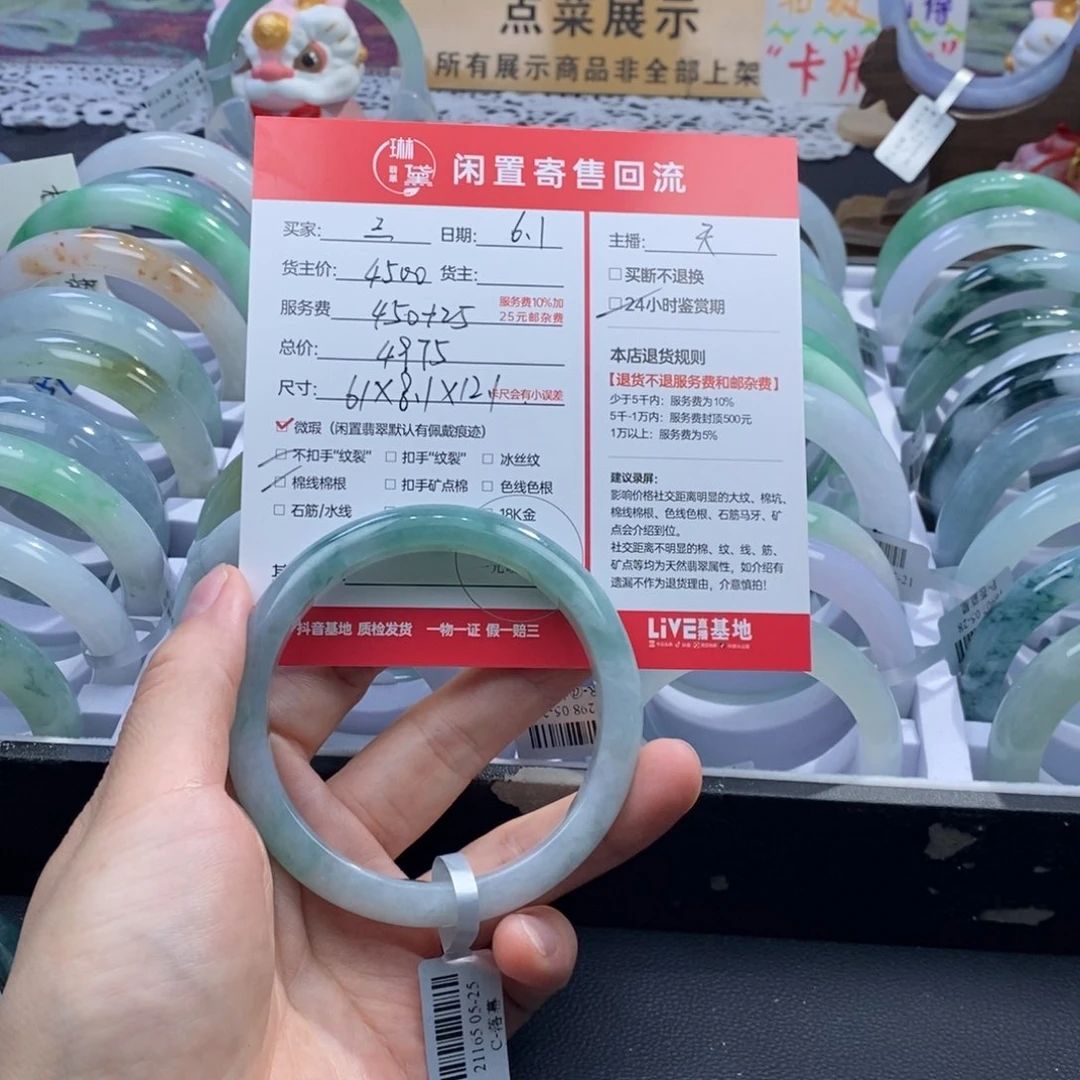 点菜展示
所有展示商品非全部上架
"卡
琳
黛
翡翠
闲置寄售回流
买家: 日期: 6.1
货主价: 4500 货主:
服务费 450+25 服务费10%加
25元邮杂费
总价: 4975
尺寸: 61X8.1X12.1 卡尺会有小误差
微瑕（闲置翡翠默认有佩戴痕迹）
不扣手"纹裂" 扣手"纹裂" 冰丝纹
棉线棉根 扣手矿点棉 色线色根
石筋/水线 18K金
主播: 天
买断不退换
24小时鉴赏期
本店退货规则
【退货不退服务费和邮杂费】
少于5千内：服务费为10%
5千-1万内：服务费封顶500元
1万以上：服务费为5%
建议录屏：
影响价格社交距离明显的大纹、棉坑、
棉线棉根、色线色根、石筋马牙、矿
点会介绍到位。
社交距离不明显的棉、纹、线、筋、
矿点等均为天然翡翠属性，如介绍有
遗漏不作为退货理由，介意慎拍！
抖音基地 质检发货 一物一证 假一赔三
LiVE直播基地
298 05-2
21165 05-25
C-落幕